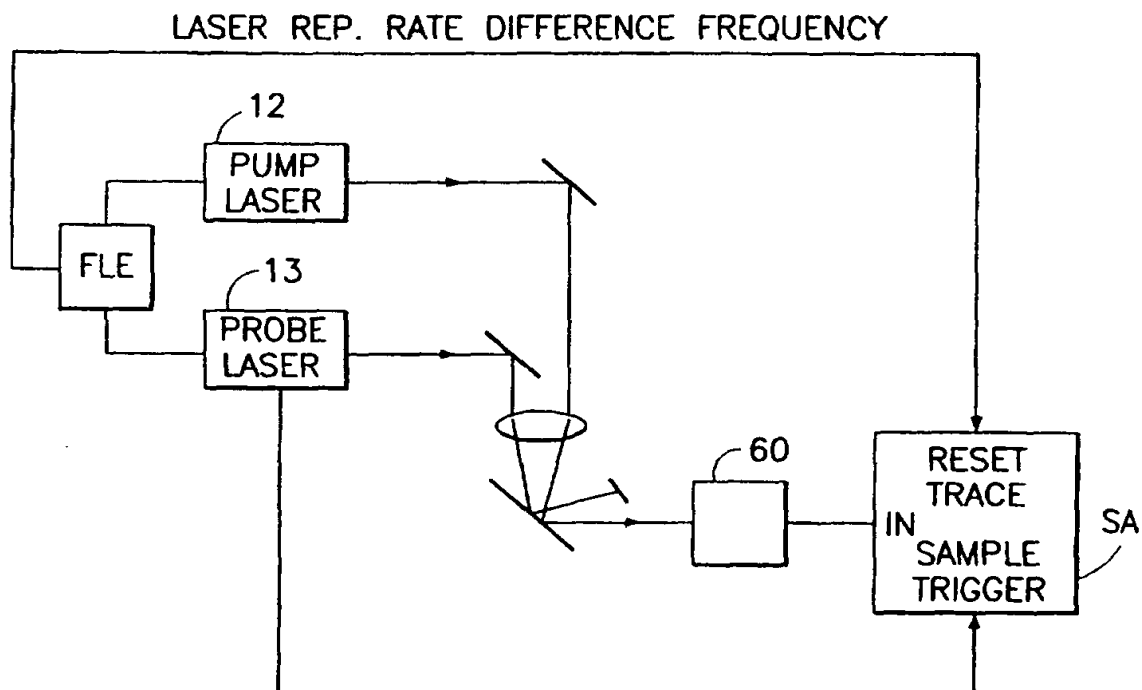 LASER REP. RATE DIFFERENCE FREQUENCY
12
PUMP
LASER
FLE
13
PROBE
LASER
60
RESET
TRACE
IN
SA
SAMPLE
TRIGGER